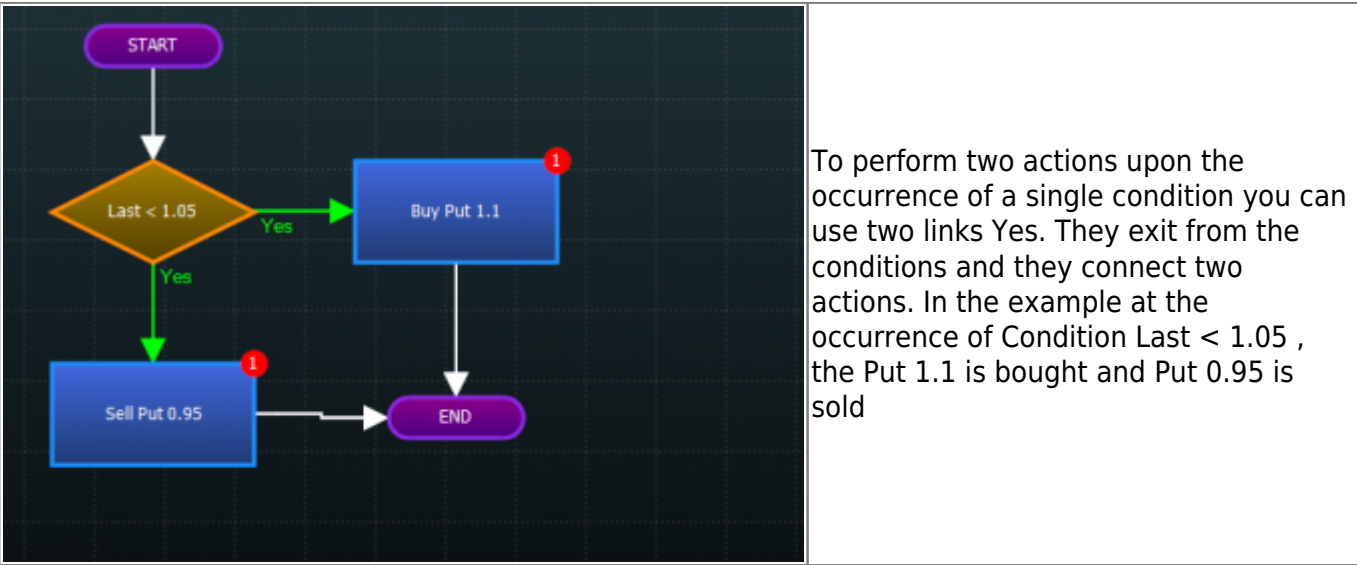 START
Last < 1.05
Yes
Yes
1
Buy Put 1.1
1
Sell Put 0.95
END
To perform two actions upon the
occurrence of a single condition you can
use two links Yes. They exit from the
conditions and they connect two
actions. In the example at the
occurrence of Condition Last < 1.05 ,
the Put 1.1 is bought and Put 0.95 is
sold